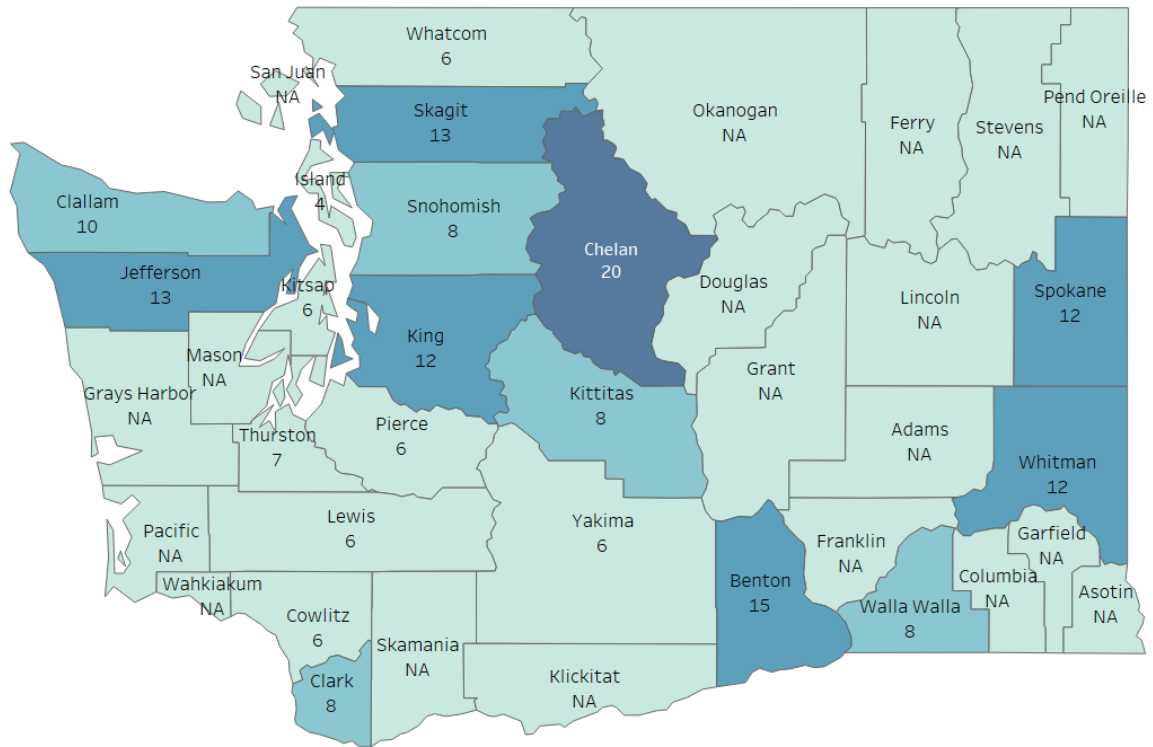 Whatcom
6
San Juan
NA
Skagit
13
Okanogan
NA
Ferry
NA
Stevens
NA
Pend Oreille
NA
Clallam
10
Island
4
Snohomish
8
Chelan
20
Jefferson
13
Kitsap
6
King
12
Douglas
NA
Lincoln
NA
Spokane
12
Mason
NA
Grays Harbor
NA
Thurston
7
Pierce
6
Kittitas
8
Grant
NA
Adams
NA
Whitman
12
Pacific
NA
Lewis
6
Yakima
6
Benton
15
Franklin
NA
Garfield
NA
Columbia
NA
Asotin
NA
Wahkiakum
NA
Cowlitz
6
Skamania
NA
Walla Walla
8
Clark
8
Klickitat
NA